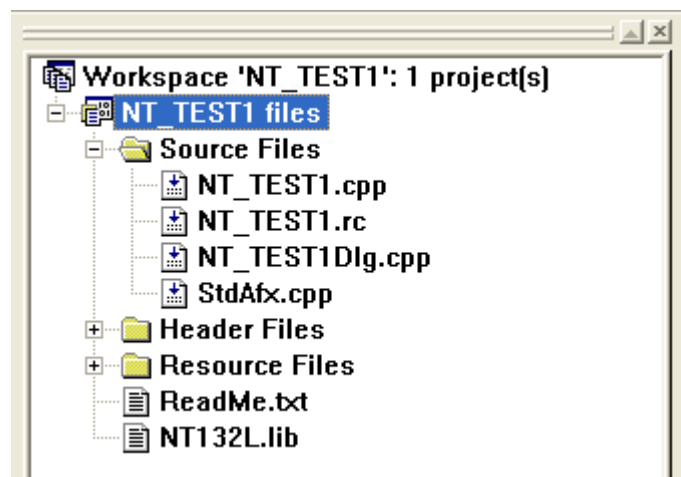 Workspace 'NT_TEST1': 1 project(s)
NT_TEST1 files
Source Files
NT_TEST1.cpp
NT_TEST1.rc
NT_TEST1Dlg.cpp
StdAfx.cpp
Header Files
Resource Files
ReadMe.txt
NT132L.lib